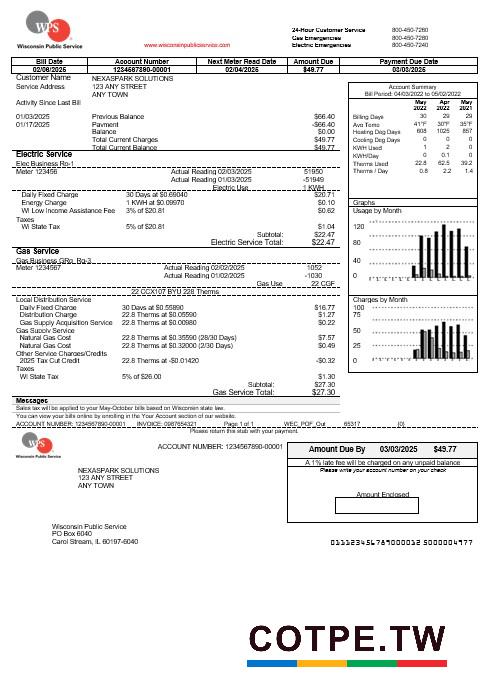 WPS
Wisconsin Public Service
www.wisconsinpublicservice.com
24-Hour Customer Service 800-450-7260
Gas Emergencies 800-450-7280
Electric Emergencies 800-450-7240
Bill Date Account Number Next Meter Read Date Amount Due Payment Due Date
02/06/2025 1234567890-00001 02/04/2025 $49.77 03/03/2025
Customer Name NEXASPARK SOLUTIONS
Service Address 123 ANY STREET
ANY TOWN
Activity Since Last Bill
01/03/2025 Previous Balance $66.40
01/17/2025 Payment -$66.40
Balance $0.00
Total Current Charges $49.77
Total Current Balance $49.77
Electric Service
Elec Business Rg-1
Meter 123456 Actual Reading 02/03/2025 51950
Actual Reading 01/03/2025 -51949
Electric Use 1 KWH
Daily Fixed Charge 30 Days at $0.69040 $20.71
Energy Charge 1 KWH at $0.09970 $0.10
WI Low Income Assistance Fee 3% of $20.81 $0.62
Taxes
WI State Tax 5% of $20.81 $1.04
Subtotal: $22.47
Electric Service Total: $22.47
Gas Service
Gas Business GRg, Rg-3
Meter 1234567 Actual Reading 02/02/2025 1052
Actual Reading 01/02/2025 -1030
Gas Use 22 CGF
22 CCX107 BYU 228 Therms
Local Distribution Service
Daily Fixed Charge 30 Days at $0.55890 $16.77
Distribution Charge 22.8 Therms at $0.05590 $1.27
Gas Supply Acquisition Service 22.8 Therms at $0.00980 $0.22
Gas Supply Service
Natural Gas Cost 22.8 Therms at $0.35590 (28/30 Days) $7.57
Natural Gas Cost 22.8 Therms at $0.32000 (2/30 Days) $0.49
Other Service Charges/Credits
2025 Tax Cut Credit 22.8 Therms at -$0.01420 -$0.32
Taxes
WI State Tax 5% of $26.00 $1.30
Subtotal: $27.30
Gas Service Total: $27.30
Messages
Sales tax will be applied to your May-October bills based on Wisconsin state law.
You can view your bills online by enrolling in the Your Account section of our website.
ACCOUNT NUMBER: 1234567890-00001 INVOICE: 0987654321 Page 1 of 1 WEC_POF_Out 65317 (0)
Please return this stub with your payment.
Account Summary
Bill Period: 04/03/2022 to 05/02/2022
May 2022 Apr 2022 May 2021
Billing Days 30 29 29
Avg Temp 41°F 30°F 35°F
Heating Deg Days 608 1025 857
Cooling Deg Days 0 0 0
KWH Used 1 2 0
KWH/Day 0 0.1 0
Therms Used 22.8 62.5 39.2
Therms / Day 0.8 2.2 1.4
Graphs
Usage by Month
120
80
40
0
Charges by Month
100
75
50
25
0
WPS
Wisconsin Public Service
ACCOUNT NUMBER: 1234567890-00001
Amount Due By 03/03/2025 $49.77
A 1% late fee will be charged on any unpaid balance
Please write your account number on your check
Amount Enclosed
NEXASPARK SOLUTIONS
123 ANY STREET
ANY TOWN
Wisconsin Public Service
PO Box 6040
Carol Stream, IL 60197-6040
01112345678900001 2 5000004977
COTPE.TW